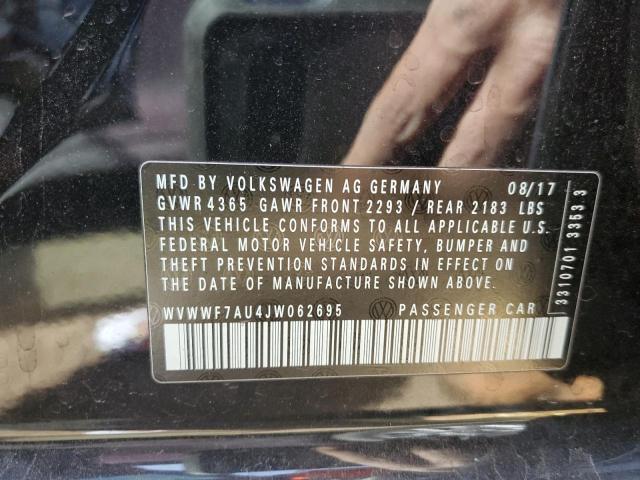 MFD BY VOLKSWAGEN AG GERMANY 08/17
GVWR 4365 GAWR FRONT 2293 / REAR 2183 LBS
THIS VEHICLE CONFORMS TO ALL APPLICABLE U.S.
FEDERAL MOTOR VEHICLE SAFETY, BUMPER AND
THEFT PREVENTION STANDARDS IN EFFECT ON
THE DATE OF MANUFACTURE SHOWN ABOVE.
WVWWF7AU4JW062695 PASSENGER CAR
3310701 3353 3